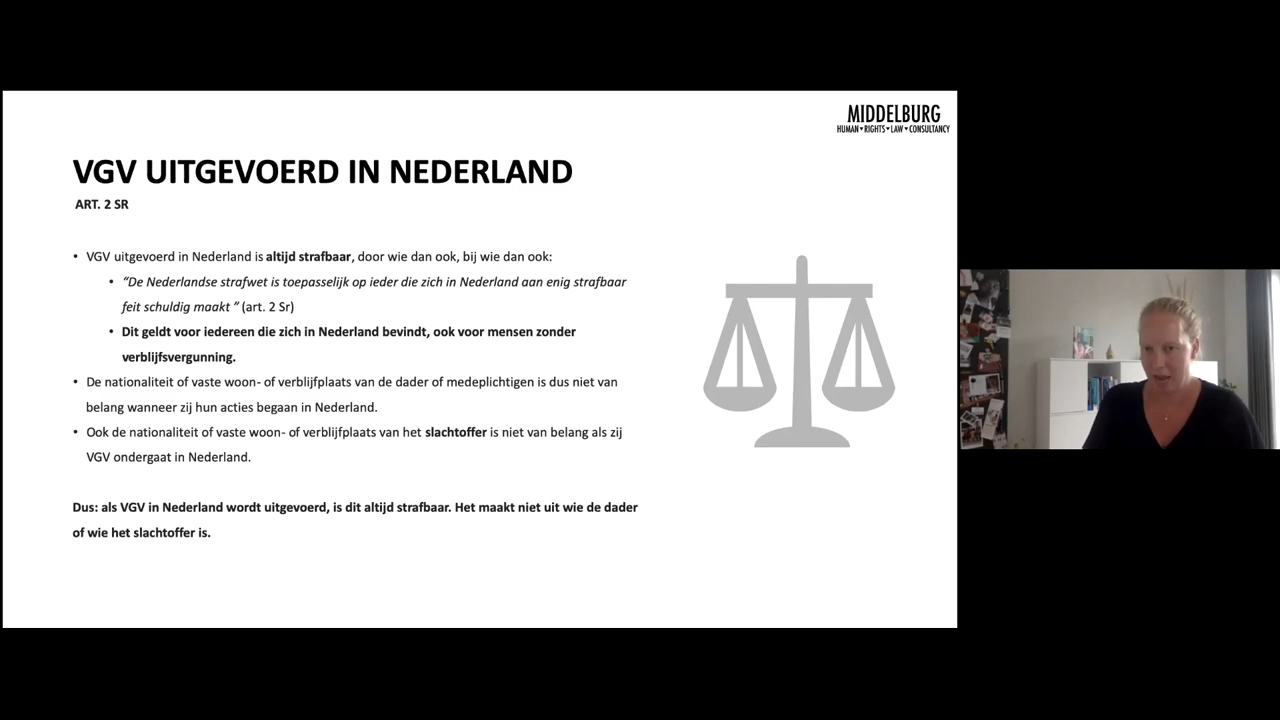 MIDDELBURG
HUMAN♥RIGHTS♥LAW♥CONSULTANCY
VGV UITGEVOERD IN NEDERLAND
ART. 2 SR
• VGV uitgevoerd in Nederland is altijd strafbaar, door wie dan ook, bij wie dan ook:
• “De Nederlandse strafwet is toepasselijk op ieder die zich in Nederland aan enig strafbaar
feit schuldig maakt ” (art. 2 Sr)
• Dit geldt voor iedereen die zich in Nederland bevindt, ook voor mensen zonder
verblijfsvergunning.
• De nationaliteit of vaste woon- of verblijfplaats van de dader of medeplichtigen is dus niet van
belang wanneer zij hun acties begaan in Nederland.
• Ook de nationaliteit of vaste woon- of verblijfplaats van het slachtoffer is niet van belang als zij
VGV ondergaat in Nederland.
Dus: als VGV in Nederland wordt uitgevoerd, is dit altijd strafbaar. Het maakt niet uit wie de dader
of wie het slachtoffer is.